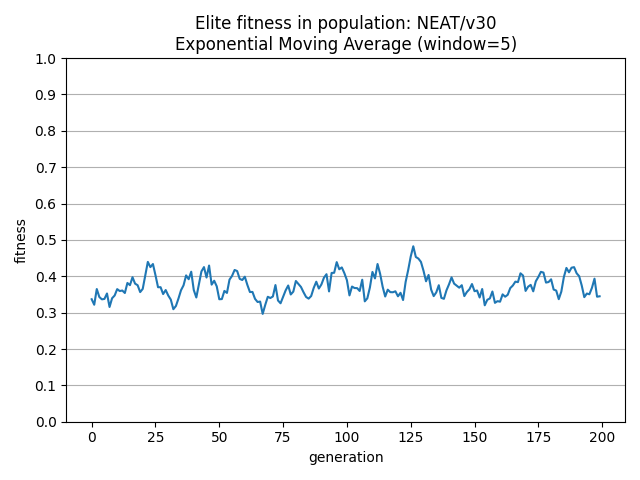 Elite fitness in population: NEAT/v30
Exponential Moving Average (window=5)
1.0
0.9
0.8
0.7
0.6
0.5
0.4
0.3
0.2
0.1
0.0
fitness
0 25 50 75 100 125 150 175 200
generation